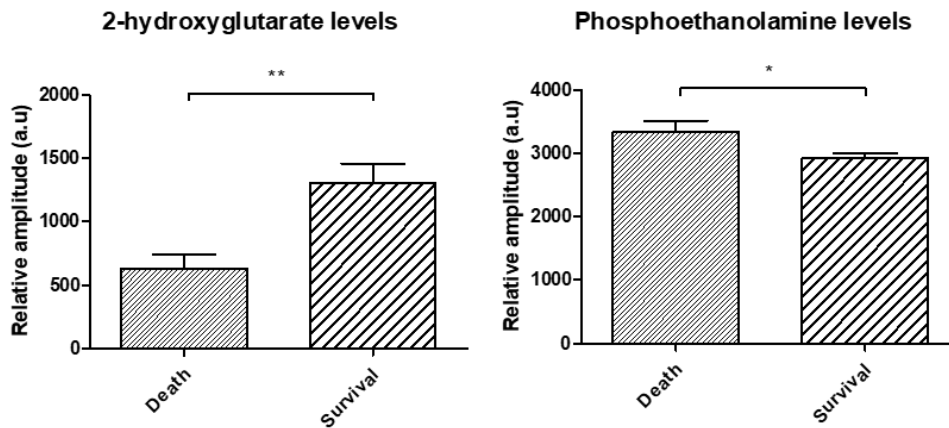 2-hydroxyglutarate levels
**
Relative amplitude (a.u)
2000
1500
1000
500
0
Death
Survival
Phosphoethanolamine levels
*
Relative amplitude (a.u)
4000
3000
2000
1000
0
Death
Survival